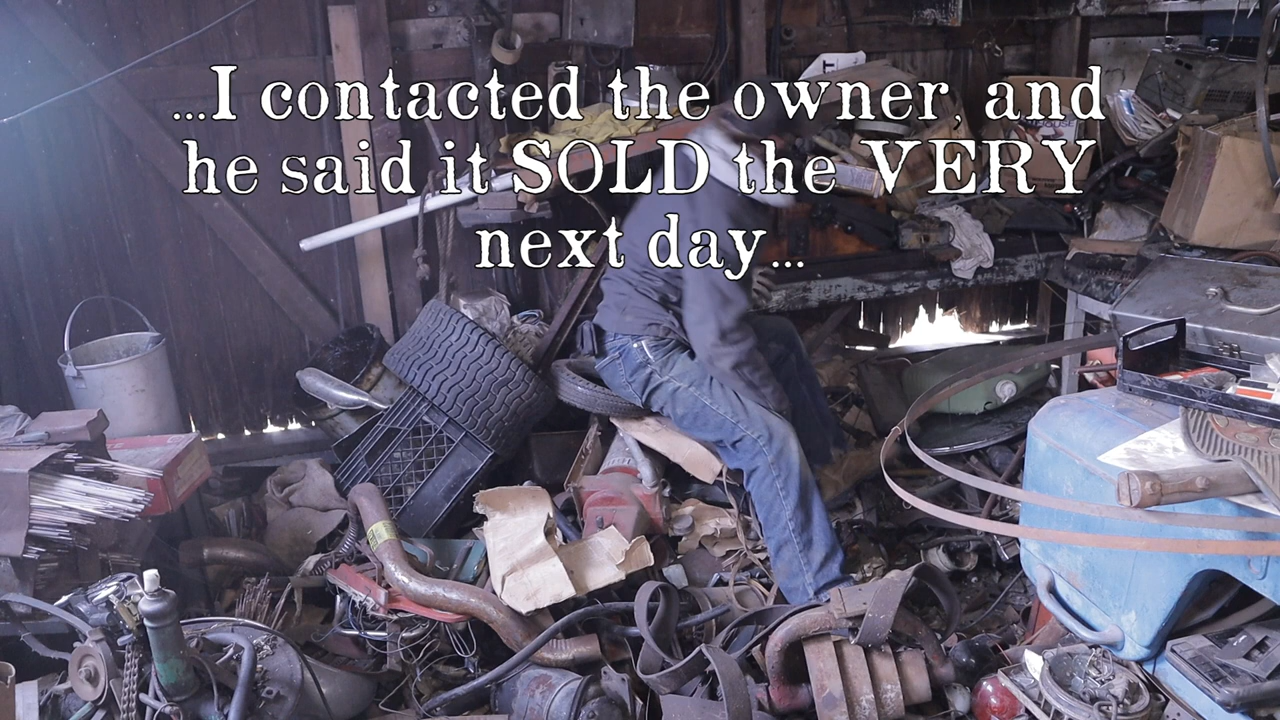 ...I contacted the owner, and
he said it SOLD the VERY
next day...